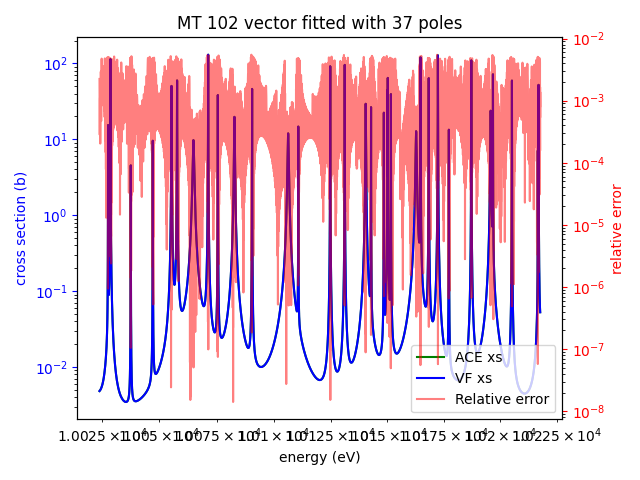 MT 102 vector fitted with 37 poles
10²
10¹
10⁰
10⁻¹
10⁻²
cross section (b)
10⁻²
10⁻³
10⁻⁴
10⁻⁵
10⁻⁶
10⁻⁷
10⁻⁸
relative error
ACE xs
VF xs
Relative error
energy (eV)